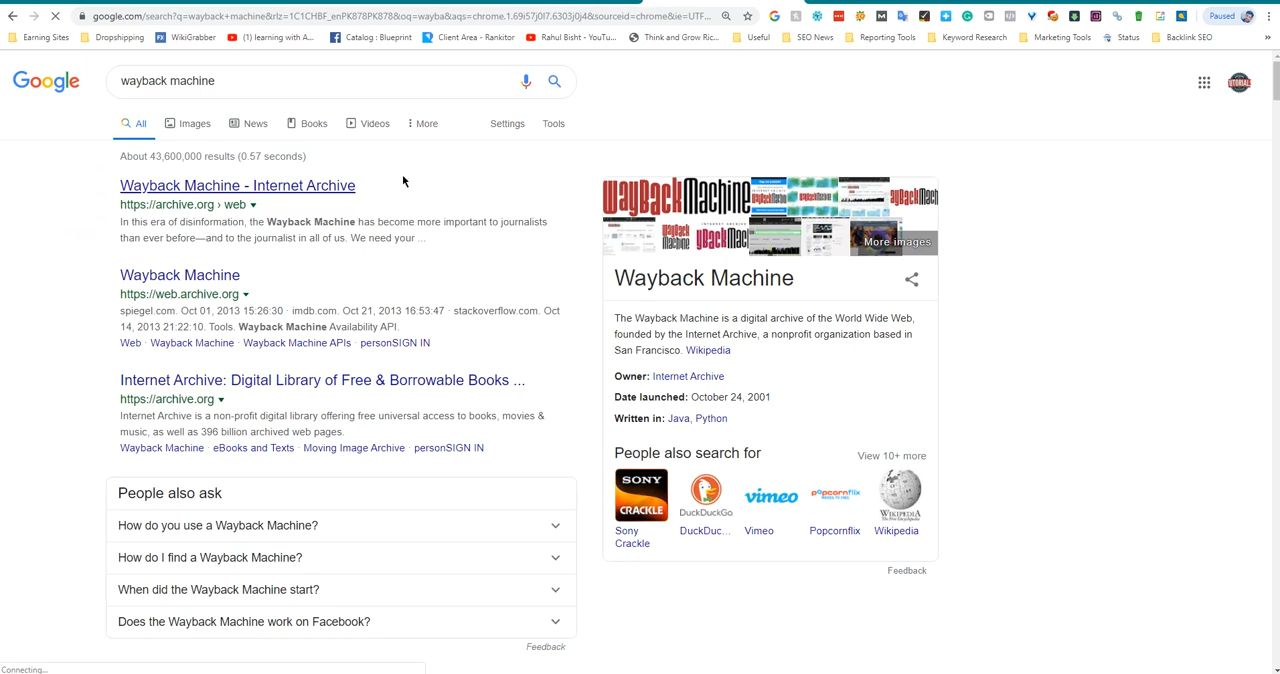 google.com/search?q=wayback+machine&rlz=1C1CHBF_enPK878PK878&oq=wayba&aqs=chrome.1.69i57j0l7.6303j0j4&sourceid=chrome&ie=UTF...
Paused
Earning Sites
Dropshipping
WikiGrabber
(1) learning with A...
Catalog : Blueprint
Client Area - Rankitor
Rahul Bisht - YouTu...
Think and Grow Ric...
Useful
SEO News
Reporting Tools
Keyword Research
Marketing Tools
Status
Backlink SEO
»
Google
wayback machine
All
Images
News
Books
Videos
More
Settings
Tools
About 43,600,000 results (0.57 seconds)
Wayback Machine - Internet Archive
https://archive.org › web
In this era of disinformation, the Wayback Machine has become more important to journalists
than ever before—and to the journalist in all of us. We need your ...
Wayback Machine
https://web.archive.org
spiegel.com. Oct 01, 2013 15:26:30 · imdb.com. Oct 21, 2013 16:53:47 · stackoverflow.com. Oct
14, 2013 21:22:10. Tools. Wayback Machine Availability API.
Web · Wayback Machine · Wayback Machine APIs · personSIGN IN
Internet Archive: Digital Library of Free & Borrowable Books ...
https://archive.org
Internet Archive is a non-profit digital library offering free universal access to books, movies &
music, as well as 396 billion archived web pages.
Wayback Machine · eBooks and Texts · Moving Image Archive · personSIGN IN
People also ask
How do you use a Wayback Machine?
How do I find a Wayback Machine?
When did the Wayback Machine start?
Does the Wayback Machine work on Facebook?
Feedback
Connecting...
WayBackMachine
More images
Wayback Machine
The Wayback Machine is a digital archive of the World Wide Web,
founded by the Internet Archive, a nonprofit organization based in
San Francisco. Wikipedia
Owner: Internet Archive
Date launched: October 24, 2001
Written in: Java, Python
People also search for
View 10+ more
SONY
CRACKLE
DuckDuckGo
vimeo
popcornflix
WIKIPEDIA
Sony
Crackle
DuckDuc...
Vimeo
Popcornflix
Wikipedia
Feedback